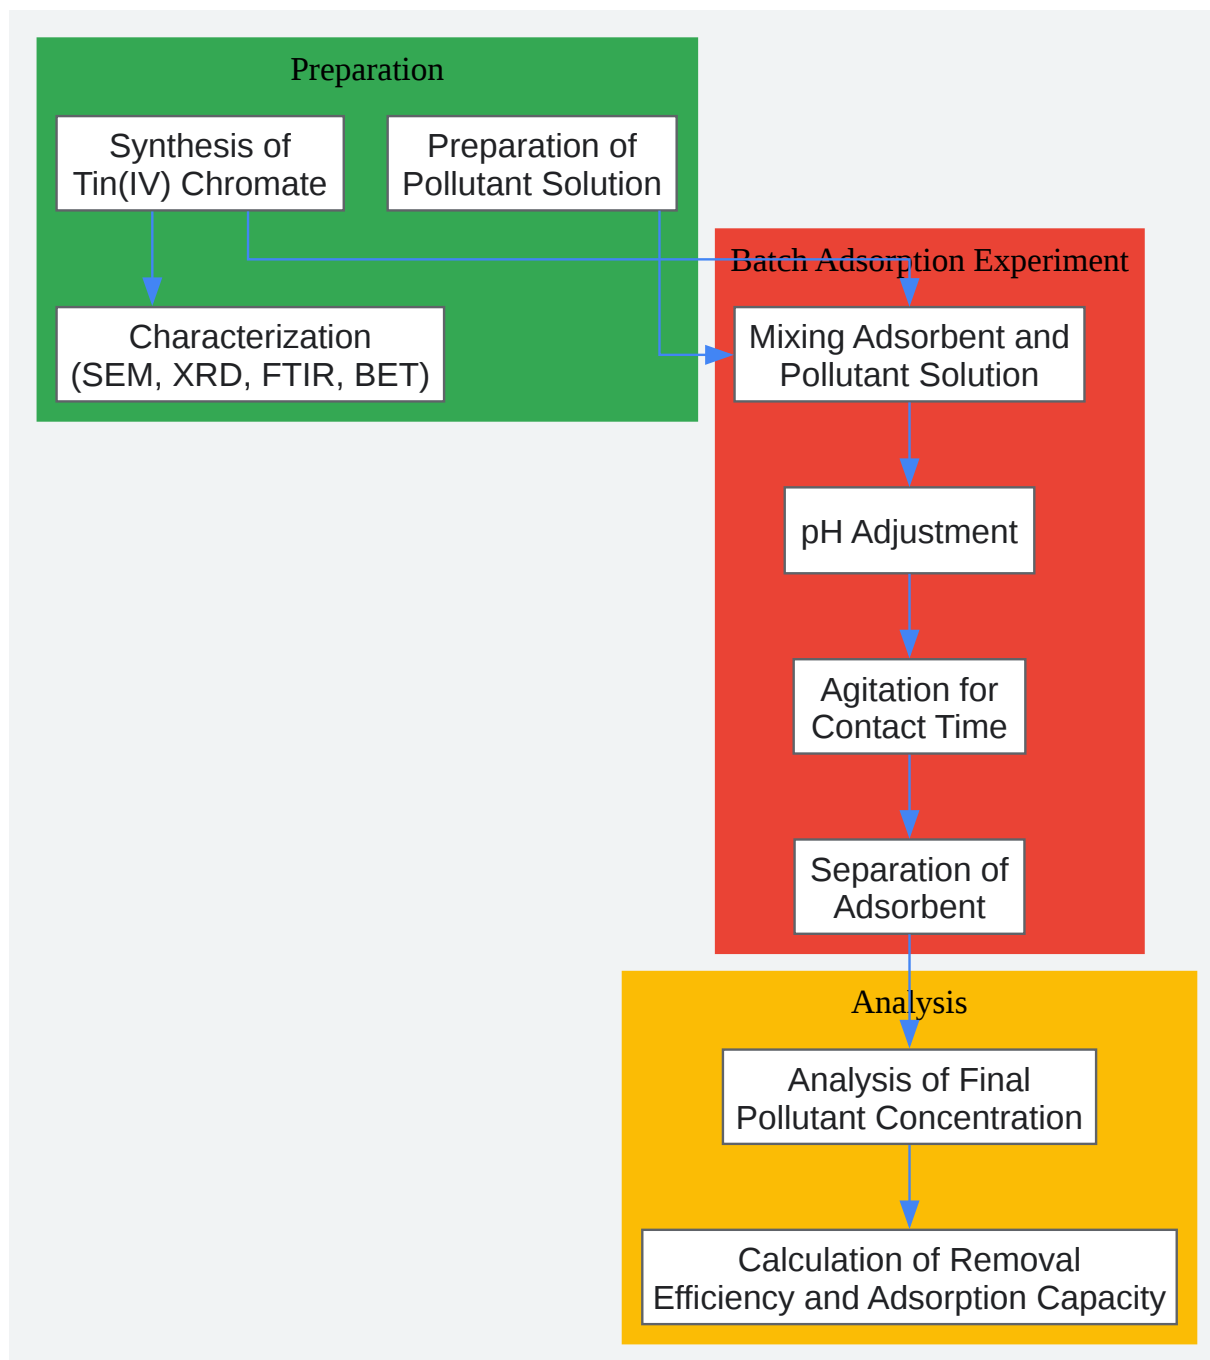 Preparation
Synthesis of
Tin(IV) Chromate
Preparation of
Pollutant Solution
Characterization
(SEM, XRD, FTIR, BET)
Batch Adsorption Experiment
Mixing Adsorbent and
Pollutant Solution
pH Adjustment
Agitation for
Contact Time
Separation of
Adsorbent
Analysis
Analysis of Final
Pollutant Concentration
Calculation of Removal
Efficiency and Adsorption Capacity